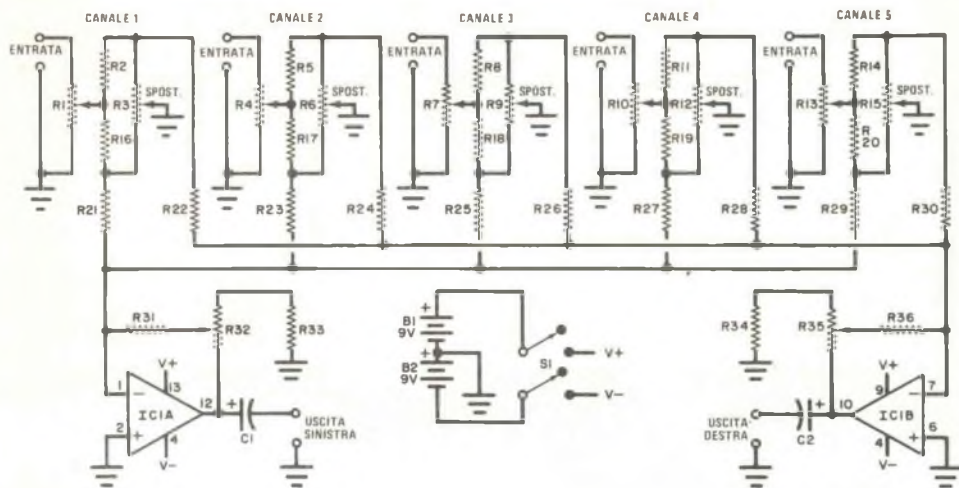 CANALE 1 CANALE 2 CANALE 3 CANALE 4 CANALE 5
ENTRATA ENTRATA ENTRATA ENTRATA ENTRATA
R2 R5 R8 R11 R14
SPOST. SPOST. SPOST. SPOST. SPOST.
R1 R3 R4 R6 R7 R9 R10 R12 R13 R15
R16 R17 R18 R19 R
20
R21 R22 R23 R24 R25 R26 R27 R28 R29 R30
R31 R32 R33
B1
9V
B2
9V
+
+
S1
V+
V-
R34 R35 R36
V+
1
-
13
IC1A
12
+
2
+
4
V-
C1
USCITA
SINISTRA
V+
9
-
7
USCITA
DESTRA
+
10
IC1B
C2
4
+
6
V-